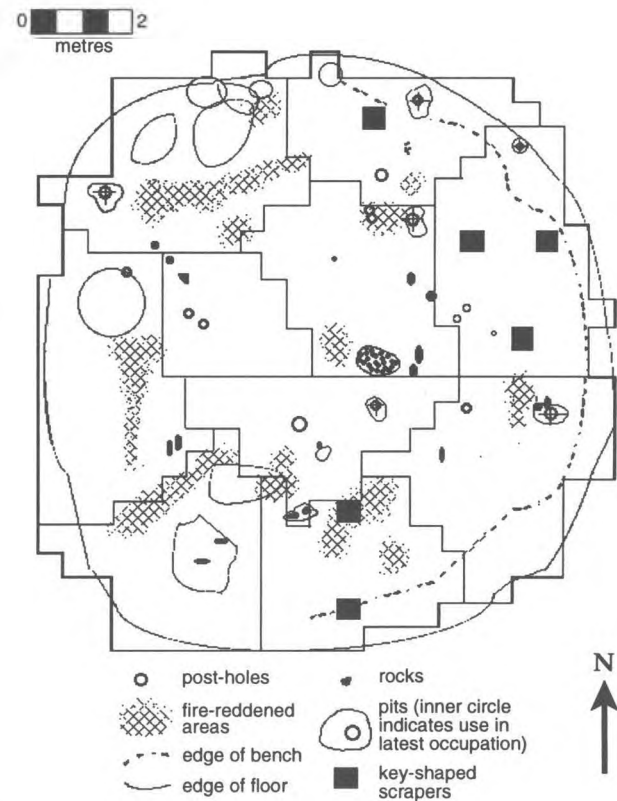 0 2
metres
post-holes
fire-reddened
areas
edge of bench
edge of floor
rocks
pits (inner circle
indicates use in
latest occupation)
key-shaped
scrapers
N